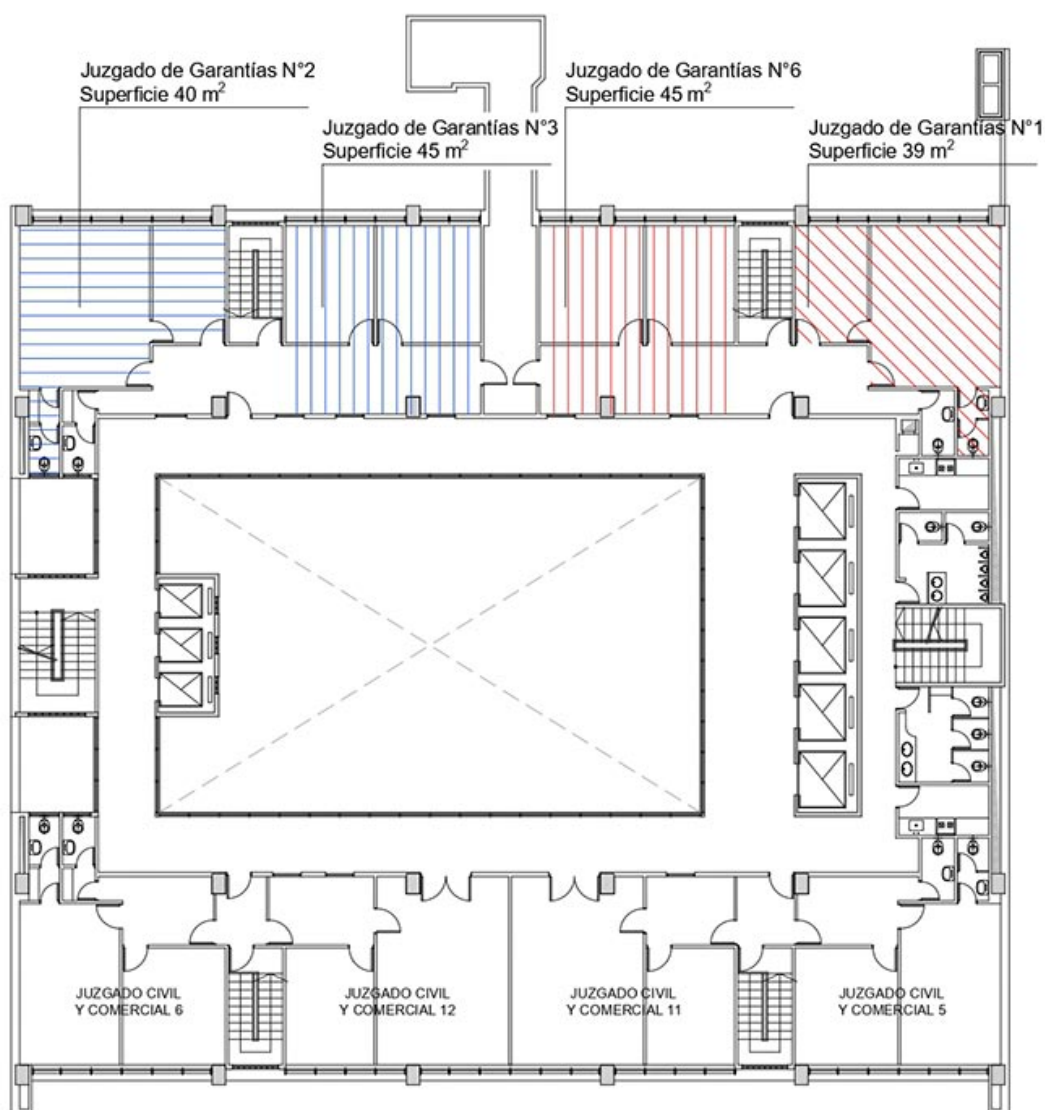 Juzgado de Garantías N°2
Superficie 40 m²
Juzgado de Garantías N°6
Superficie 45 m²
Juzgado de Garantías N°3
Superficie 45 m²
Juzgado de Garantías N°1
Superficie 39 m²
JUZGADO CIVIL
Y COMERCIAL 6
JUZGADO CIVIL
Y COMERCIAL 12
JUZGADO CIVIL
Y COMERCIAL 11
JUZGADO CIVIL
Y COMERCIAL 5